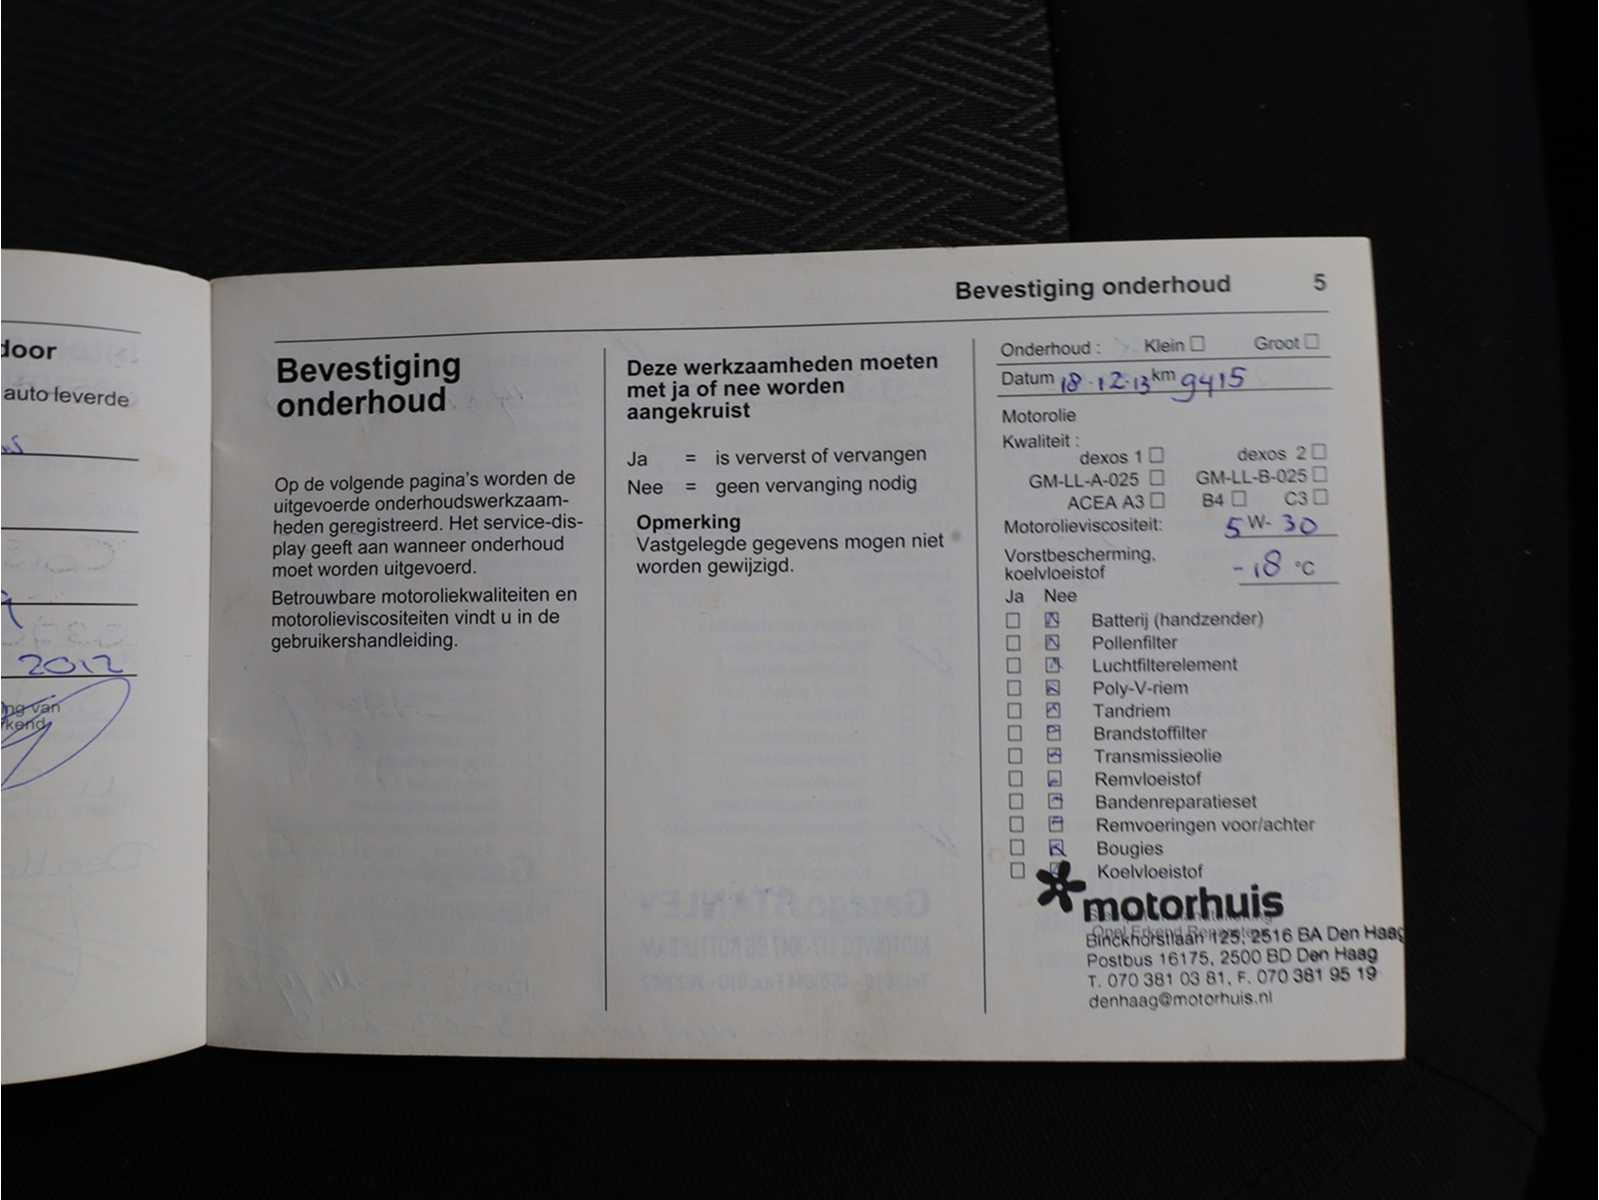 door
auto leverde
2012
ng van
rkend
Bevestiging onderhoud 5
Bevestiging
onderhoud
Op de volgende pagina's worden de
uitgevoerde onderhoudswerkzaam-
heden geregistreerd. Het service-dis-
play geeft aan wanneer onderhoud
moet worden uitgevoerd.
Betrouwbare motoroliekwaliteiten en
motorolieviscositeiten vindt u in de
gebruikershandleiding.
Deze werkzaamheden moeten
met ja of nee worden
aangekruist
Ja = is ververst of vervangen
Nee = geen vervanging nodig
Opmerking
Vastgelegde gegevens mogen niet
worden gewijzigd.
Onderhoud : Klein Groot
Datum 18-12-13 km 9415
Motorolie
Kwaliteit :
dexos 1 dexos 2
GM-LL-A-025 GM-LL-B-025
ACEA A3 B4 C3
Motorolieviscositeit: 5 W- 30
Vorstbescherming,
koelvloeistof -18 °C
Ja Nee
Batterij (handzender)
Pollenfilter
Luchtfilterelement
Poly-V-riem
Tandriem
Brandstoffilter
Transmissieolie
Remvloeistof
Bandenreparatieset
Remvoeringen voor/achter
Bougies
Koelvloeistof
motorhuis
Binckhorstlaan 125, 2516 BA Den Haag
Postbus 16175, 2500 BD Den Haag
T. 070 381 03 81, F. 070 381 95 19
denhaag@motorhuis.nl